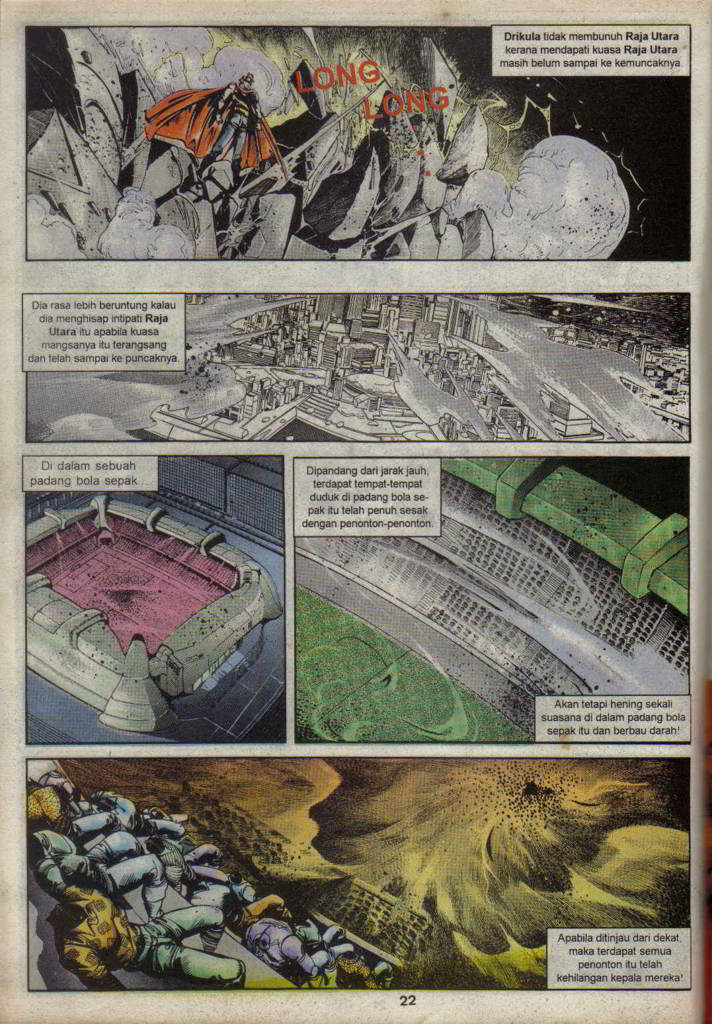 Drikula tidak membunuh Raja Utara
kerana mendapati kuasa Raja Utara
masih belum sampai ke kemuncaknya.
LONG
LONG
Dia rasa lebih beruntung kalau
dia menghisap intipati Raja
Utara itu apabila kuasa
mangsanya itu terangsang
dan telah sampai ke puncaknya.
Di dalam sebuah
padang bola sepak....
Dipandang dari jarak jauh,
terdapat tempat-tempat
duduk di padang bola se-
pak itu telah penuh sesak
dengan penonton-penonton.
Akan tetapi hening sekali
suasana di dalam padang bola
sepak itu dan berbau darah!
Apabila ditinjau dari dekat,
maka terdapat semua
penonton itu telah
kehilangan kepala mereka!
22